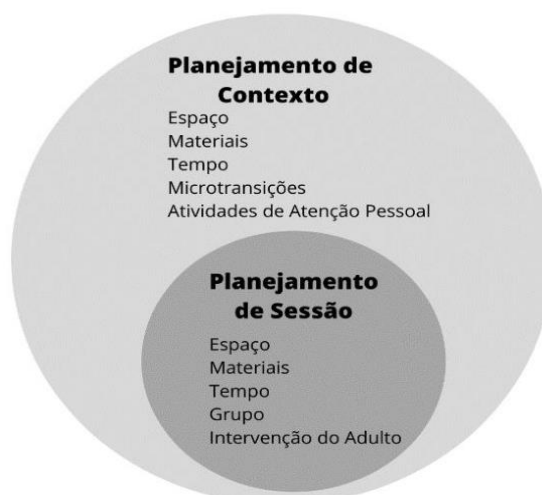 Planejamento de
Contexto
Espaço
Materiais
Tempo
Microtransições
Atividades de Atenção Pessoal
Planejamento
de Sessão
Espaço
Materiais
Tempo
Grupo
Intervenção do Adulto